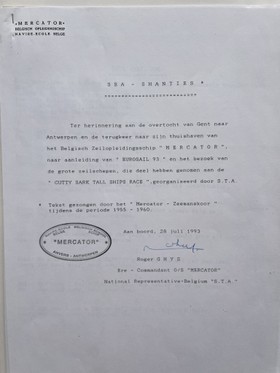 "MERCATOR"
BELGISCH OPLEIDINGSSCHIP
NAVIRE-ECOLE BELGE
SEA - SHANTIES *
Ter herinnering aan de overtocht van Gent naar
Antwerpen en de terugkeer naar zijn thuishaven van
het Belgisch Zeilopleidingsschip "MERCATOR",
naar aanleiding van " EUROSAIL 93 " en het bezoek van
de grote zeilschepen, die deel hebben genomen aan de
" CUTTY SARK TALL SHIPS RACE ",georganiseerd door S.T.A.
* Tekst gezongen door het "Mercator - Zeemanskoor "
tijdens de periode 1955 - 1960.
Aan boord, 28 juli 1993
"MERCATOR"
ANVERS - ANTWERPEN
Roger GHYS
Ere - Commandant O/S "MERCATOR"
National Representative-Belgium "S.T.A."